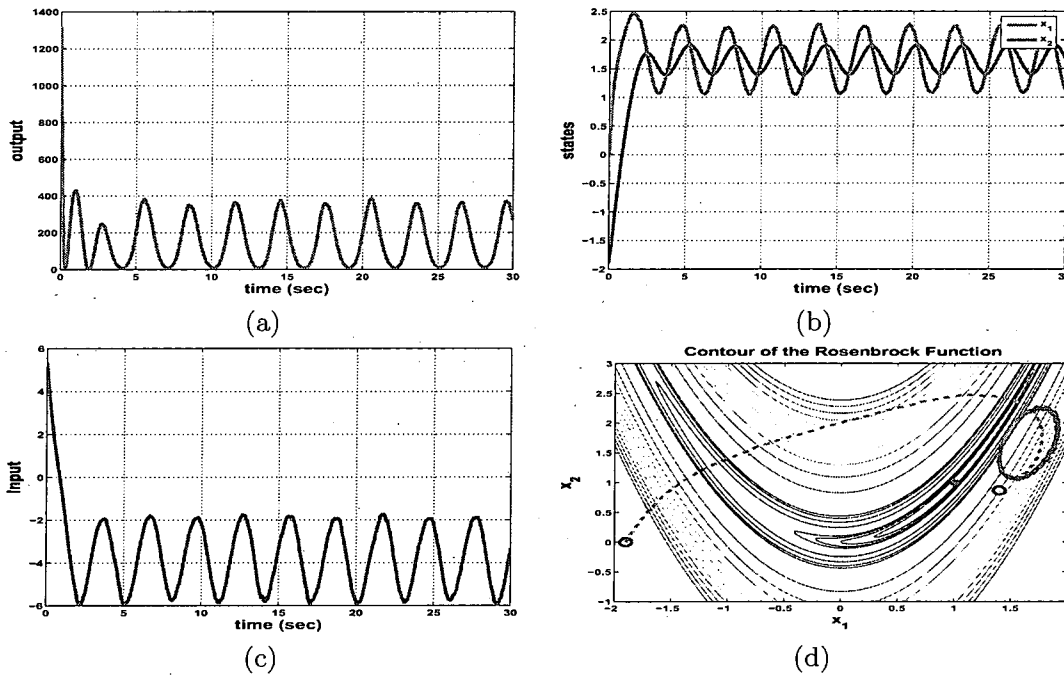 1400
1200
1000
800
600
400
200
0
output
0 5 10 15 20 25 30
time (sec)
(a)
2.5
2
1.5
1
0.5
0
−0.5
−1
−1.5
−2
states
x1
x2
0 5 10 15 20 25 30
time (sec)
(b)
6
4
2
0
−2
−4
−6
Input
0 5 10 15 20 25 30
time (sec)
(c)
Contour of the Rosenbrock Function
3
2.5
2
1.5
1
0.5
0
−0.5
−1
x2
−2 −1.5 −1 −0.5 0 0.5 1 1.5
x1
(d)